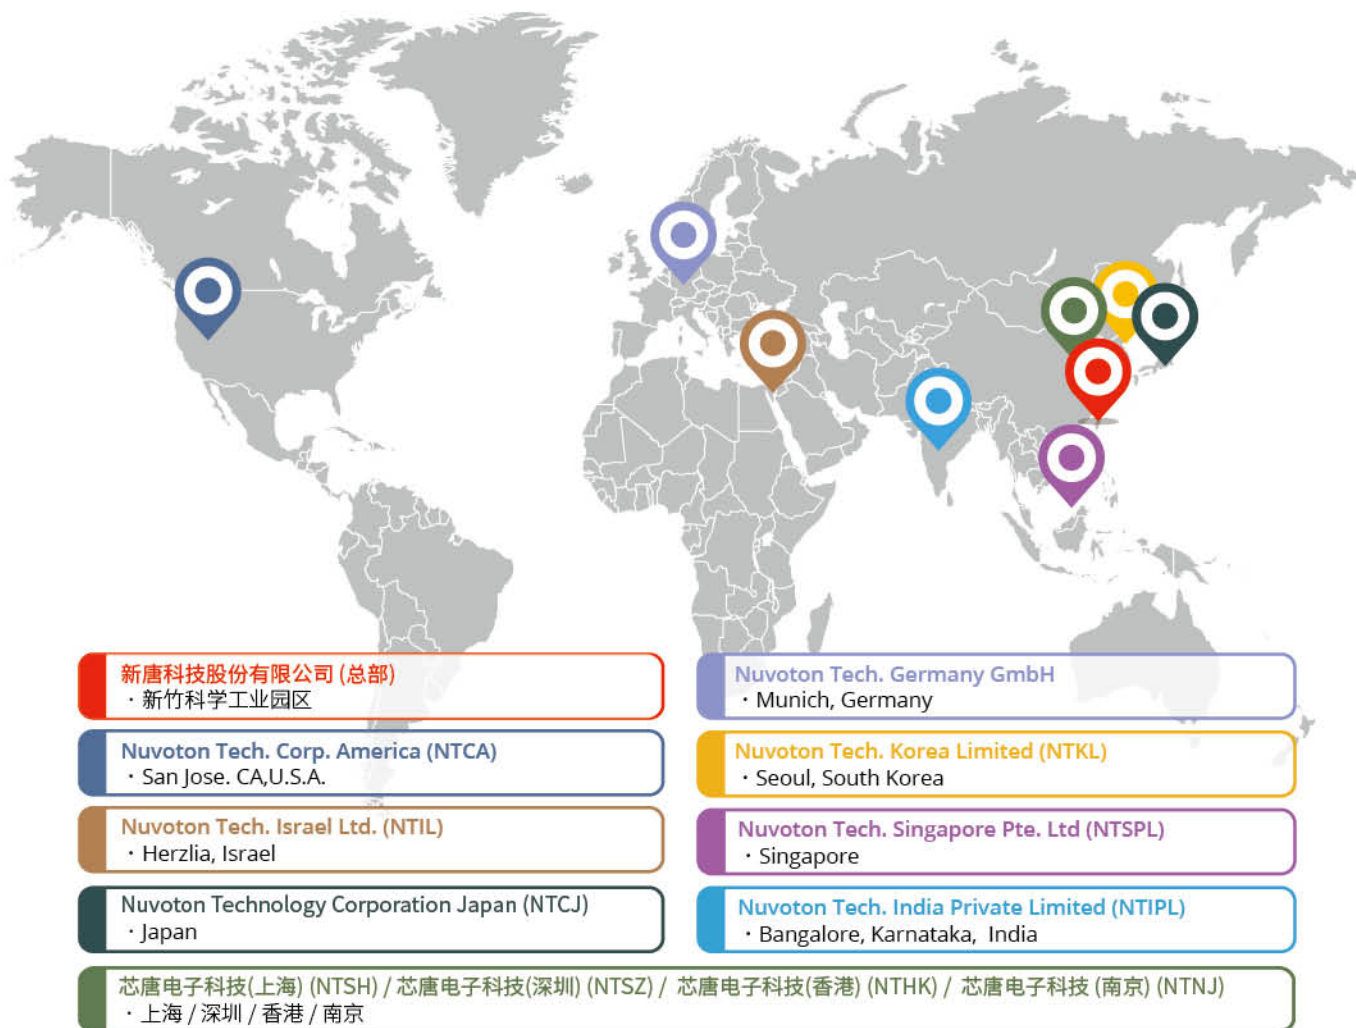 新唐科技股份有限公司 (总部)
· 新竹科学工业园区
Nuvoton Tech. Corp. America (NTCA)
· San Jose. CA,U.S.A.
Nuvoton Tech. Israel Ltd. (NTIL)
· Herzlia, Israel
Nuvoton Technology Corporation Japan (NTCJ)
· Japan
Nuvoton Tech. Germany GmbH
· Munich, Germany
Nuvoton Tech. Korea Limited (NTKL)
· Seoul, South Korea
Nuvoton Tech. Singapore Pte. Ltd (NTSPL)
· Singapore
Nuvoton Tech. India Private Limited (NTIPL)
· Bangalore, Karnataka, India
芯唐电子科技(上海) (NTSH) / 芯唐电子科技(深圳) (NTSZ) / 芯唐电子科技(香港) (NTHK) / 芯唐电子科技 (南京) (NTNJ)
· 上海 / 深圳 / 香港 / 南京